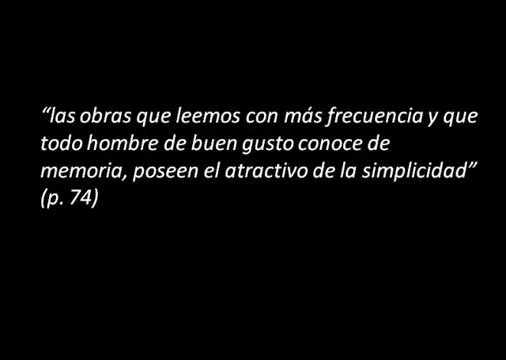 “las obras que leemos con más frecuencia y que
todo hombre de buen gusto conoce de
memoria, poseen el atractivo de la simplicidad”
(p. 74)